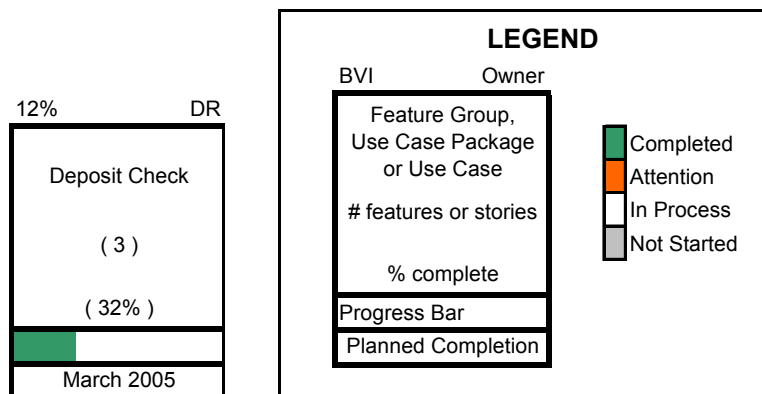 12% DR
Deposit Check
( 3 )
( 32% )
March 2005
LEGEND
BVI Owner
Feature Group,
Use Case Package
or Use Case
# features or stories
% complete
Progress Bar
Planned Completion
Completed
Attention
In Process
Not Started